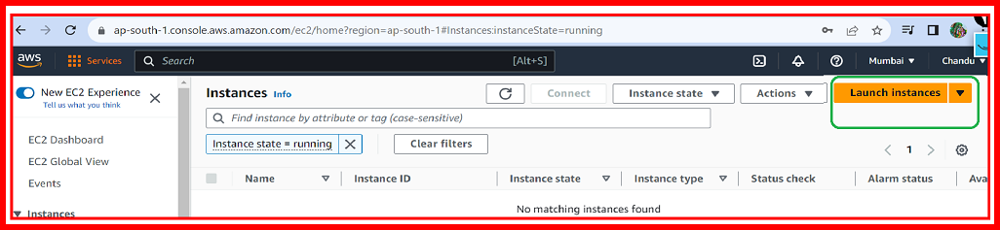 ap-south-1.console.aws.amazon.com/ec2/home?region=ap-south-1#Instances:instanceState=running
aws Services Search [Alt+S] Mumbai Chandu
New EC2 Experience
Tell us what you think
Instances Info Connect Instance state Actions Launch instances
Find instance by attribute or tag (case-sensitive)
Instance state = running Clear filters
1
EC2 Dashboard
EC2 Global View
Events
Instances
Name Instance ID Instance state Instance type Status check Alarm status Ava
No matching instances found